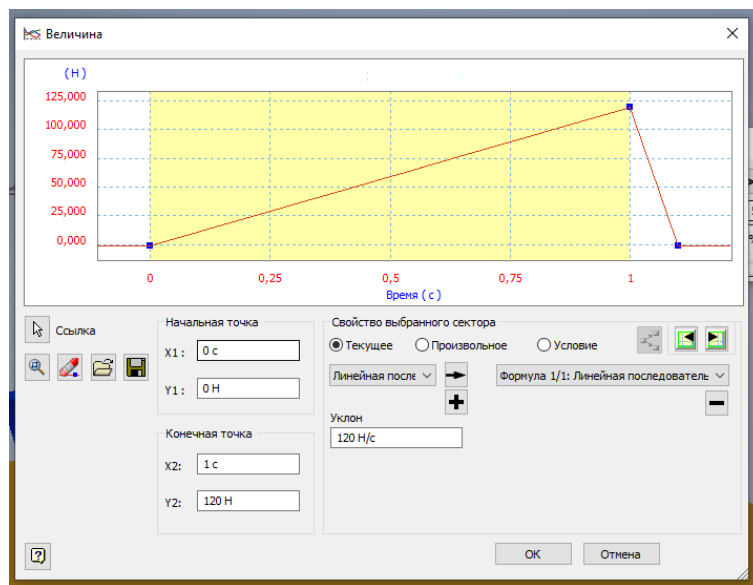 Величина
(Н)
125,000
100,000
75,000
50,000
25,000
0,000
0
0,25
0,5
0,75
1
Время(с)
Ссылка
Начальная точка
X1:
0 с
Y1:
0 Н
Конечная точка
X2:
1 с
Y2:
120 Н
Свойство выбранного сектора
Текущее
Произвольное
Условие
Линейная после
Формула 1/1: Линейная последователь
Уклон
120 Н/с
ОК
Отмена